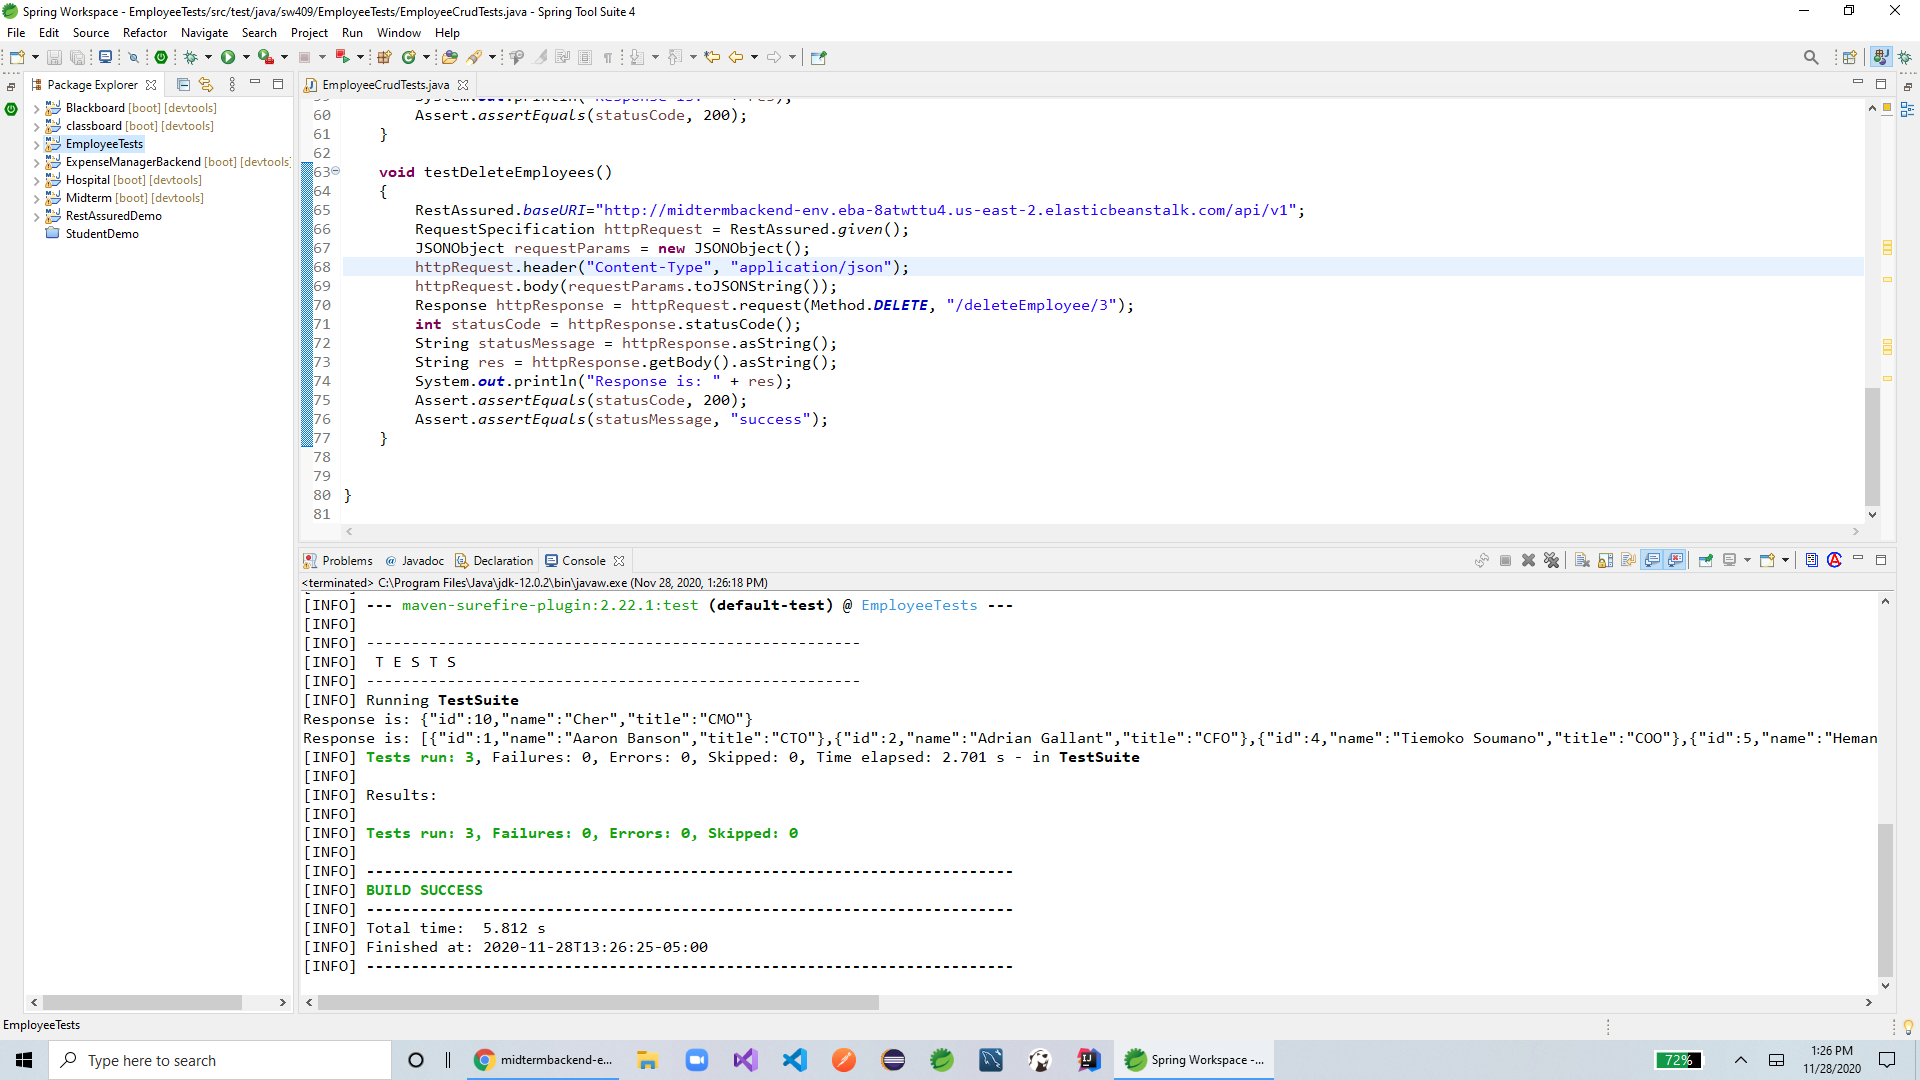 Spring Workspace - EmployeeTests/src/test/java/sw409/EmployeeTests/EmployeeCrudTests.java - Spring Tool Suite 4
File Edit Source Refactor Navigate Search Project Run Window Help
Package Explorer
Blackboard [boot] [devtools]
classboard [boot] [devtools]
EmployeeTests
ExpenseManagerBackend [boot] [devtools]
Hospital [boot] [devtools]
Midterm [boot] [devtools]
RestAssuredDemo
StudentDemo
EmployeeCrudTests.java
59 System.out.println("Response is: " + res);
60 Assert.assertEquals(statusCode, 200);
61 }
62
63 void testDeleteEmployees()
64 {
65 RestAssured.baseURI="http://midtermbackend-env.eba-8atwttu4.us-east-2.elasticbeanstalk.com/api/v1";
66 RequestSpecification httpRequest = RestAssured.given();
67 JSONObject requestParams = new JSONObject();
68 httpRequest.header("Content-Type", "application/json");
69 httpRequest.body(requestParams.toJSONString());
70 Response httpResponse = httpRequest.request(Method.DELETE, "/deleteEmployee/3");
71 int statusCode = httpResponse.statusCode();
72 String statusMessage = httpResponse.asString();
73 String res = httpResponse.getBody().asString();
74 System.out.println("Response is: " + res);
75 Assert.assertEquals(statusCode, 200);
76 Assert.assertEquals(statusMessage, "success");
77 }
78
79
80 }
81
Problems @ Javadoc Declaration Console
<terminated> C:\Program Files\Java\jdk-12.0.2\bin\javaw.exe (Nov 28, 2020, 1:26:18 PM)
[INFO] --- maven-surefire-plugin:2.22.1:test (default-test) @ EmployeeTests ---
[INFO]
[INFO] -------------------------------------------------------
[INFO]  T E S T S
[INFO] -------------------------------------------------------
[INFO] Running TestSuite
Response is: {"id":10,"name":"Cher","title":"CMO"}
Response is: [{"id":1,"name":"Aaron Banson","title":"CTO"},{"id":2,"name":"Adrian Gallant","title":"CFO"},{"id":4,"name":"Tiemoko Soumano","title":"COO"},{"id":5,"name":"Heman
[INFO] Tests run: 3, Failures: 0, Errors: 0, Skipped: 0, Time elapsed: 2.701 s - in TestSuite
[INFO]
[INFO] Results:
[INFO]
[INFO] Tests run: 3, Failures: 0, Errors: 0, Skipped: 0
[INFO]
[INFO] ------------------------------------------------------------------------
[INFO] BUILD SUCCESS
[INFO] ------------------------------------------------------------------------
[INFO] Total time:  5.812 s
[INFO] Finished at: 2020-11-28T13:26:25-05:00
[INFO] ------------------------------------------------------------------------
EmployeeTests
Type here to search
midtermbackend-e...
Spring Workspace -...
72%
1:26 PM
11/28/2020